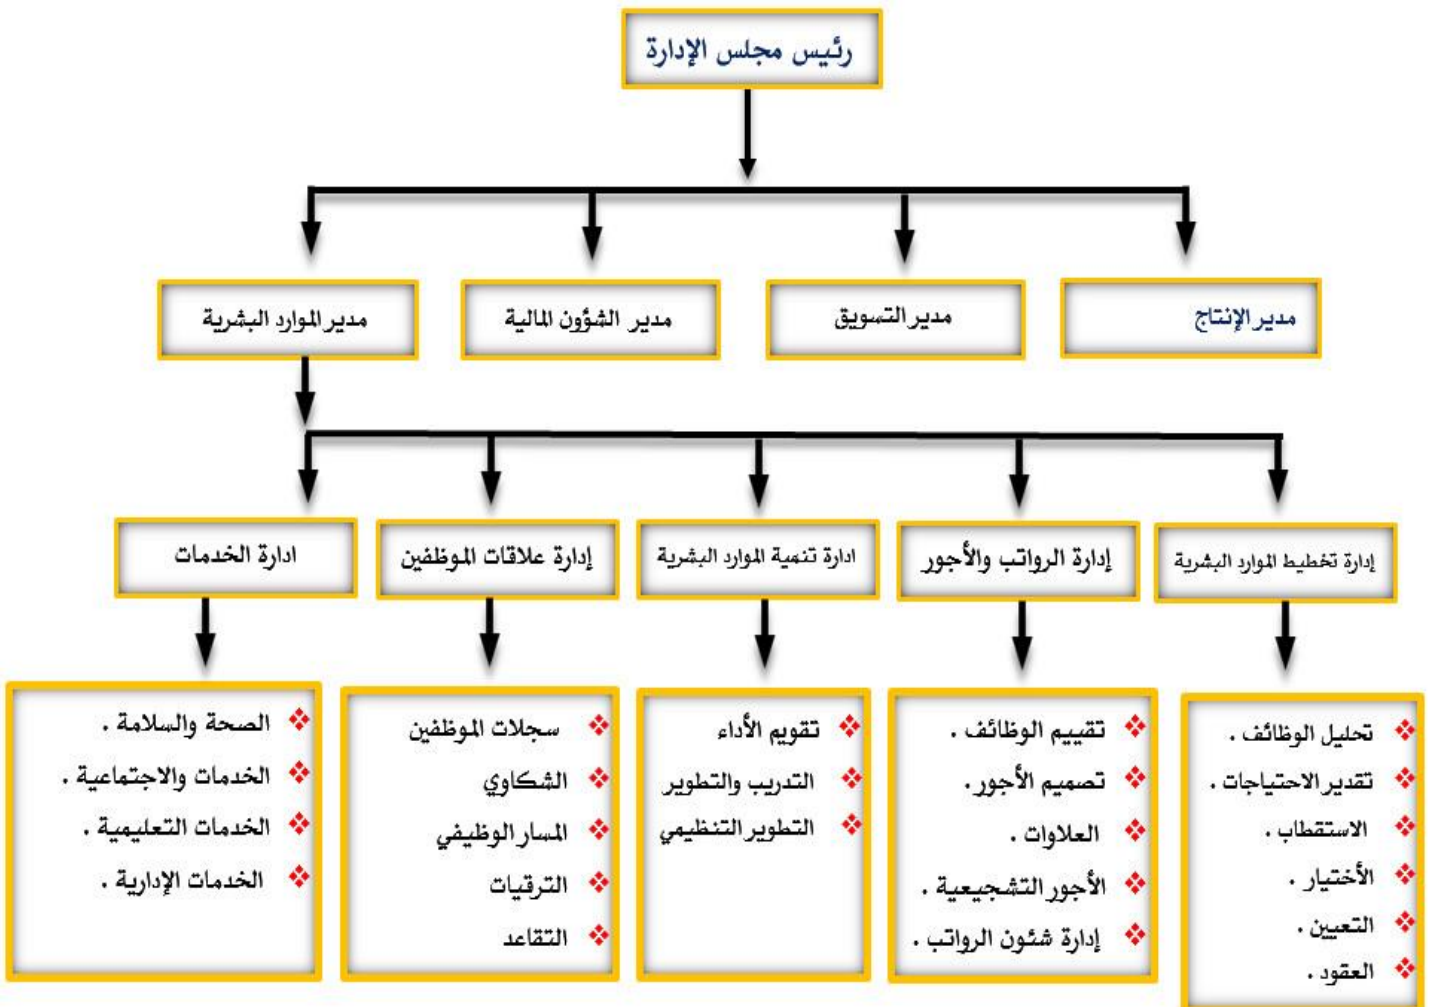 رئيس مجلس الإدارة
مدير الإنتاج
مدير التسويق
مدير الشؤون المالية
مدير الموارد البشرية
إدارة تخطيط الموارد البشرية
إدارة الرواتب والأجور
ادارة تنمية الموارد البشرية
إدارة علاقات الموظفين
ادارة الخدمات
تحليل الوظائف .
تقدير الاحتياجات .
الاستقطاب .
الأختيار .
التعيين .
العقود .
تقييم الوظائف .
تصميم الأجور .
العلاوات .
الأجور التشجيعية .
إدارة شئون الرواتب .
تقويم الأداء
التدريب والتطوير
التطوير التنظيمي
سجلات الموظفين
الشكاوي
المسار الوظيفي
الترقيات
التقاعد
الصحة والسلامة .
الخدمات والاجتماعية .
الخدمات التعليمية .
الخدمات الإدارية .